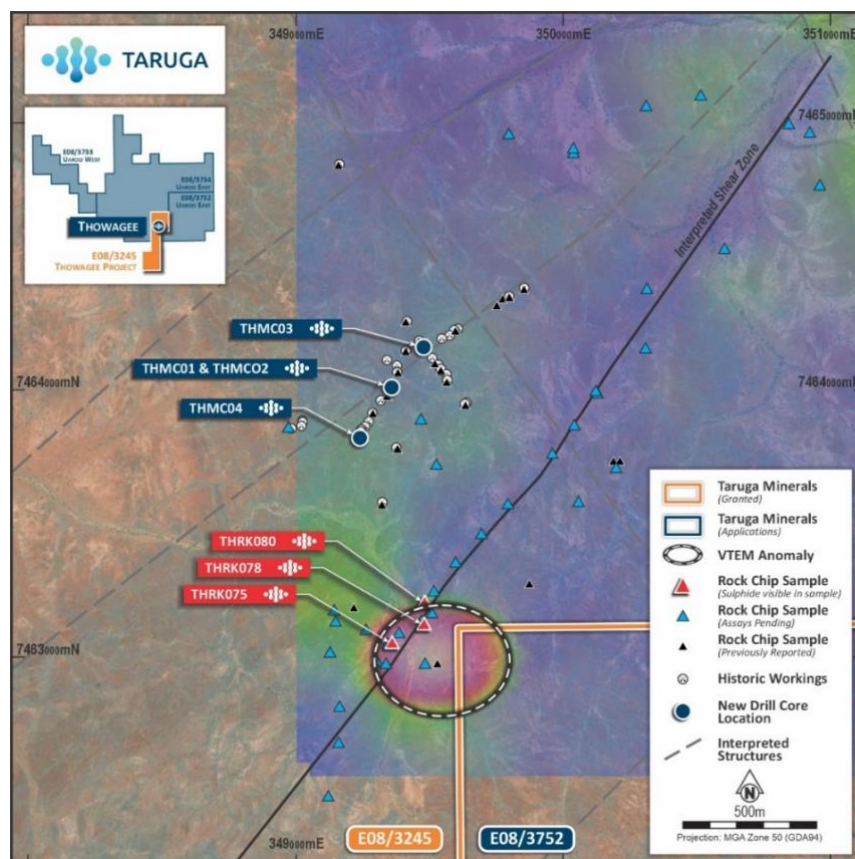 349000mE
350000mE
351000mE
TARUGA
7465000mN
E08/3733
UAROO WEST
E08/3734
UAROO EAST
E08/3752
UAROO EAST
THOWAGEE
E08/3245
THOWAGEE PROJECT
Interpreted Shear Zone
THMC03
THMC01 & THMCO2
THMC04
7464000mN
7464000mN
THRK080
THRK078
THRK075
7463000mN
Taruga Minerals
(Granted)
Taruga Minerals
(Applications)
VTEM Anomaly
Rock Chip Sample
(Sulphide visible in sample)
Rock Chip Sample
(Assays Pending)
Rock Chip Sample
(Previously Reported)
Historic Workings
New Drill Core
Location
Interpreted
Structures
N
500m
Projection: MGA Zone 50 (GDA94)
349000mE
E08/3245
E08/3752